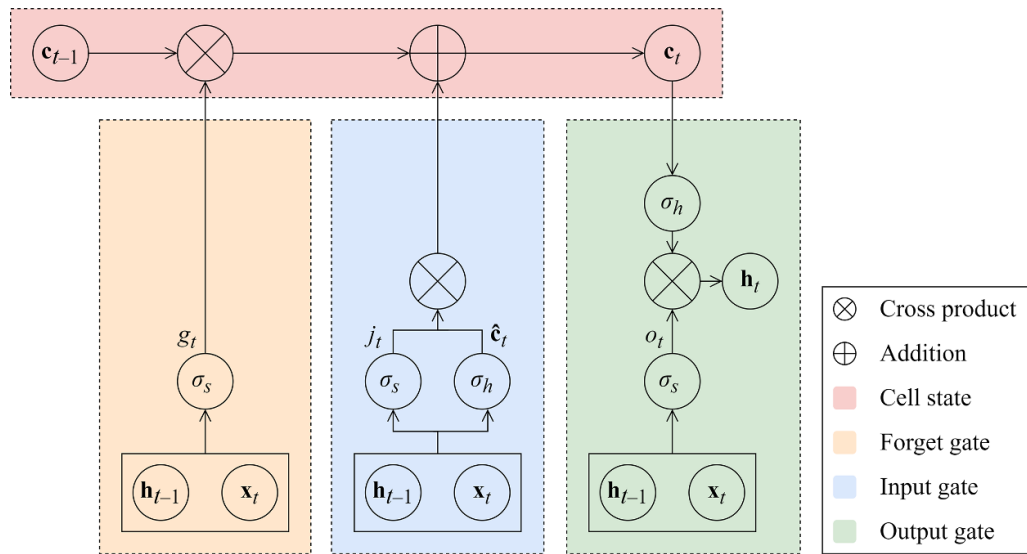 c_{t–1} c_t
σ_h
h_t
g_t j_t ĉ_t o_t
σ_s σ_s σ_h σ_s
h_{t–1} x_t h_{t–1} x_t h_{t–1} x_t
Cross product
Addition
Cell state
Forget gate
Input gate
Output gate